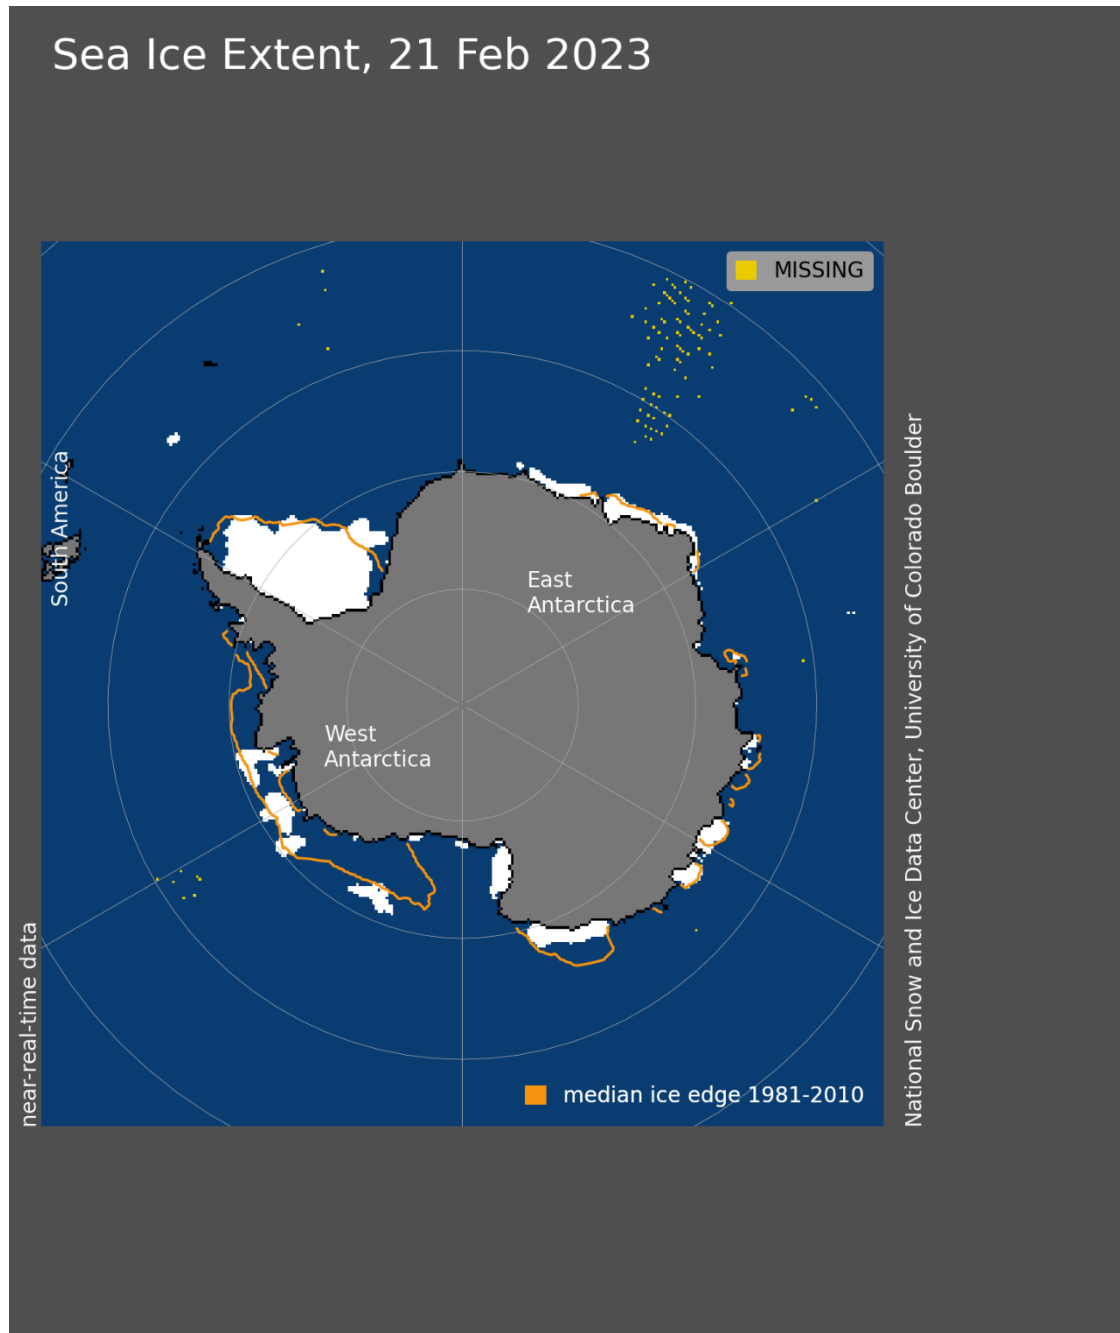 Sea Ice Extent, 21 Feb 2023
MISSING
South America
East
Antarctica
West
Antarctica
near-real-time data
median ice edge 1981-2010
National Snow and Ice Data Center, University of Colorado Boulder